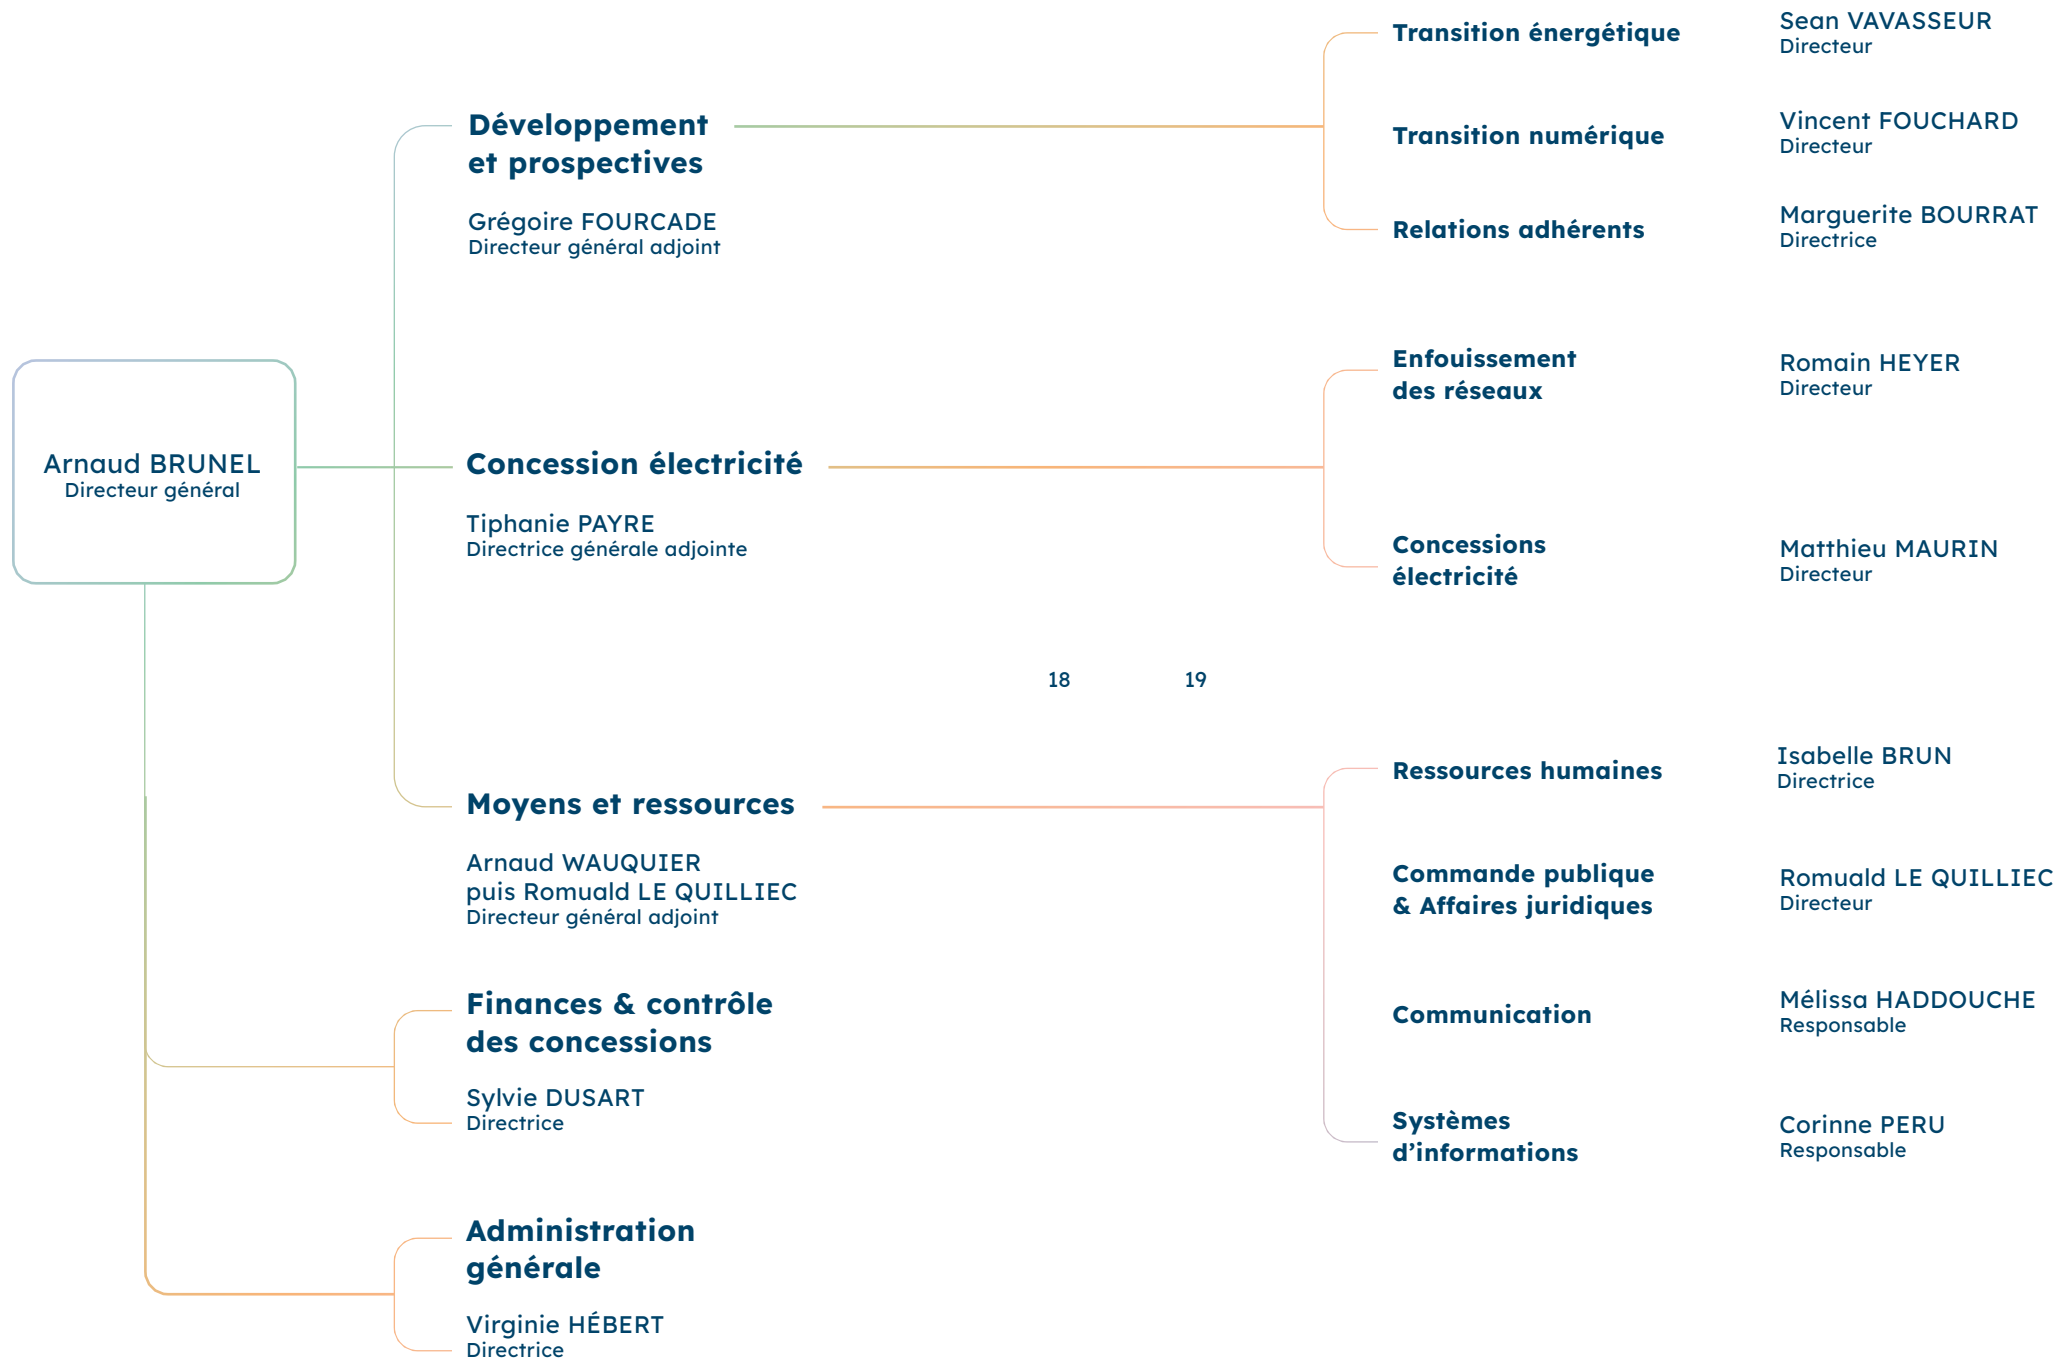 Arnaud BRUNEL
Directeur général
Développement
et prospectives
Grégoire FOURCADE
Directeur général adjoint
Transition énergétique
Sean VAVASSEUR
Directeur
Transition numérique
Vincent FOUCHARD
Directeur
Relations adhérents
Marguerite BOURRAT
Directrice
Concession électricité
Tiphanie PAYRE
Directrice générale adjointe
Enfouissement
des réseaux
Romain HEYER
Directeur
Concessions
électricité
Matthieu MAURIN
Directeur
18
19
Moyens et ressources
Arnaud WAUQUIER
puis Romuald LE QUILLIEC
Directeur général adjoint
Ressources humaines
Isabelle BRUN
Directrice
Commande publique
& Affaires juridiques
Romuald LE QUILLIEC
Directeur
Communication
Mélissa HADDOUCHE
Responsable
Systèmes
d’informations
Corinne PERU
Responsable
Finances & contrôle
des concessions
Sylvie DUSART
Directrice
Administration
générale
Virginie HÉBERT
Directrice